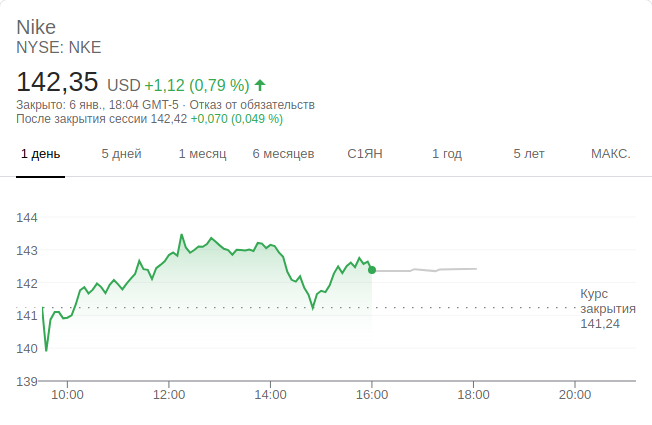 Nike
NYSE: NKE
142,35 USD +1,12 (0,79 %)
Закрыто: 6 янв., 18:04 GMT-5 · Отказ от обязательств
После закрытия сессии 142,42 +0,070 (0,049 %)
1 день 5 дней 1 месяц 6 месяцев С1ЯН 1 год 5 лет МАКС.
144
143
142
Курс
закрытия
141,24
141
140
139
10:00 12:00 14:00 16:00 18:00 20:00